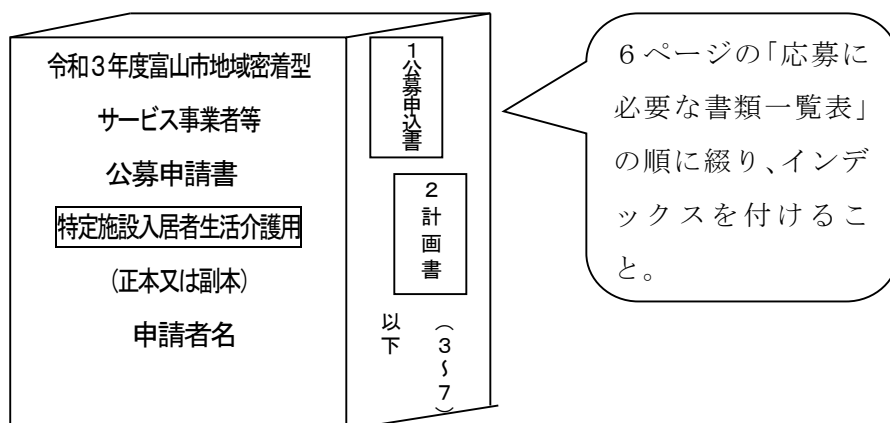 令和3年度富山市地域密着型
サービス事業者等
公募申請書
特定施設入居者生活介護用
（正本又は副本）
申請者名
1公募申込書
2計画書
以下
（3〜7）
6ページの「応募に
必要な書類一覧表」
の順に綴り、インデ
ックスを付けるこ
と。